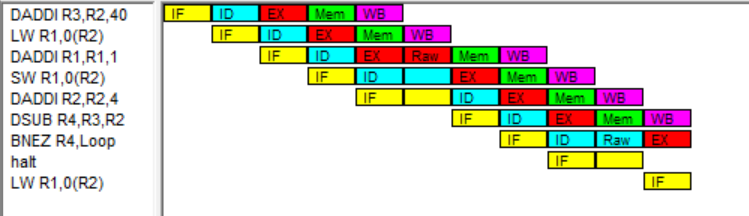 DADDI R3,R2,40 IF ID EX Mem WB
LW R1,0(R2) IF ID EX Mem WB
DADDI R1,R1,1 IF ID EX Raw Mem WB
SW R1,0(R2) IF ID EX Mem WB
DADDI R2,R2,4 IF ID EX Mem WB
DSUB R4,R3,R2 IF ID EX Mem WB
BNEZ R4,Loop IF ID Raw EX
halt IF
LW R1,0(R2) IF